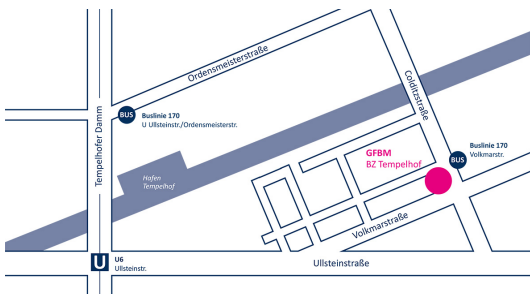 Ordensmeisterstraße
Colditzstraße
Tempelhofer Damm
BUS
Buslinie 170
U Ullsteinstr./Ordensmeisterstr.
GFBM
BZ Tempelhof
BUS
Buslinie 170
Volkmarstr.
Hafen
Tempelhof
Volkmarstraße
U
U6
Ullsteinstr.
Ullsteinstraße